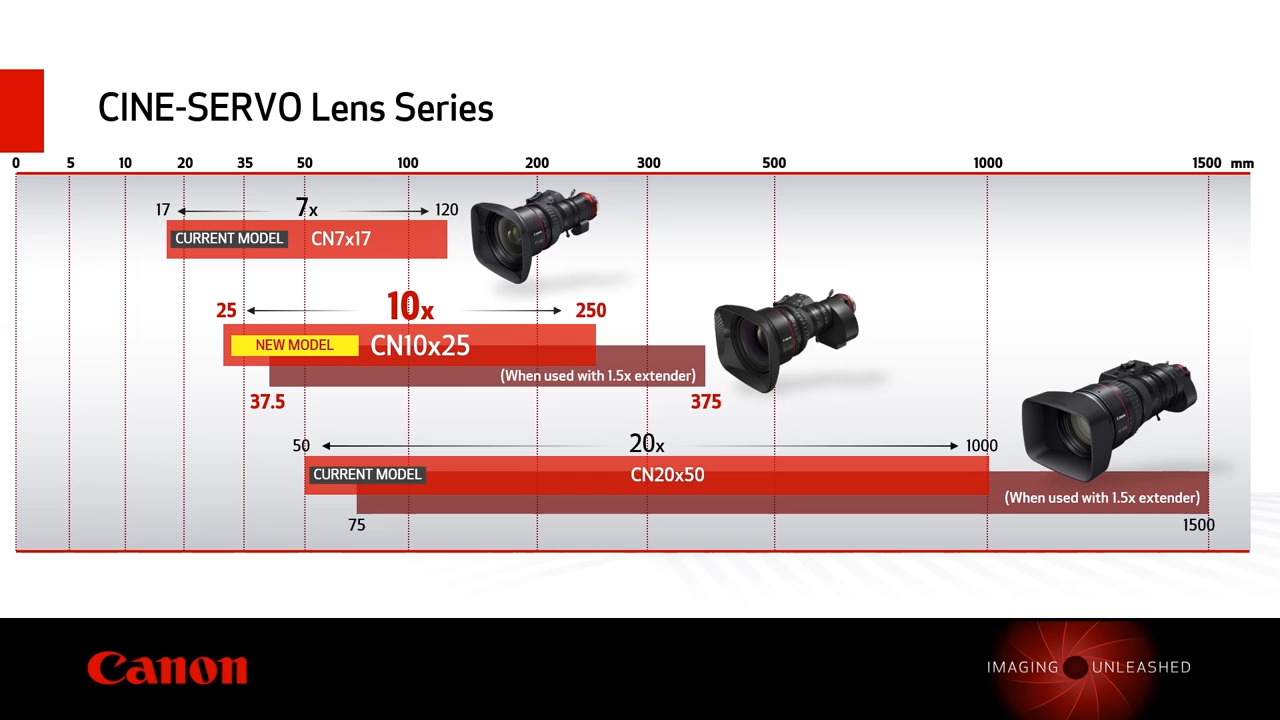 CINE-SERVO Lens Series
0 5 10 20 35 50 100 200 300 500 1000 1500 mm
17 7x 120
CURRENT MODEL CN7x17
25 10x 250
NEW MODEL CN10x25
(When used with 1.5x extender)
37.5 375
50 20x 1000
CURRENT MODEL CN20x50
(When used with 1.5x extender)
75 1500
Canon
IMAGING UNLEASHED